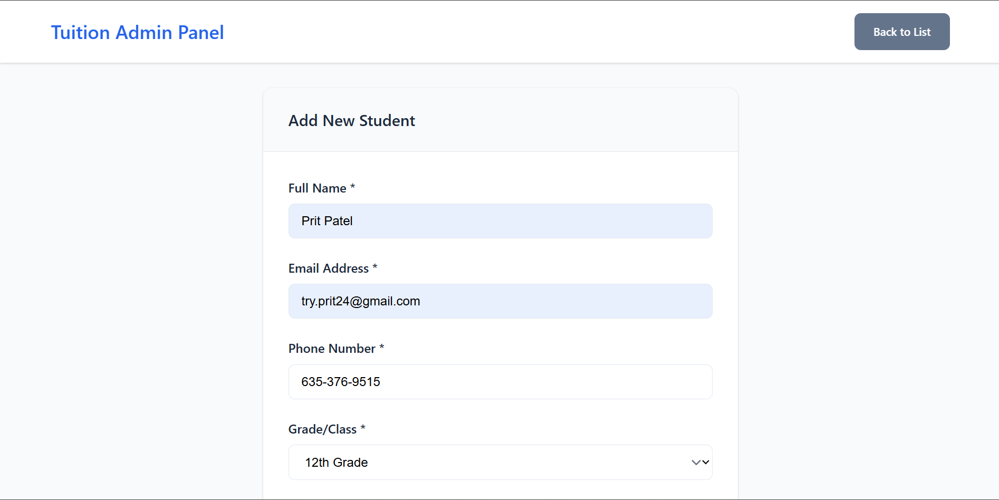 Tuition Admin Panel
Back to List
Add New Student
Full Name *
Prit Patel
Email Address *
try.prit24@gmail.com
Phone Number *
635-376-9515
Grade/Class *
12th Grade